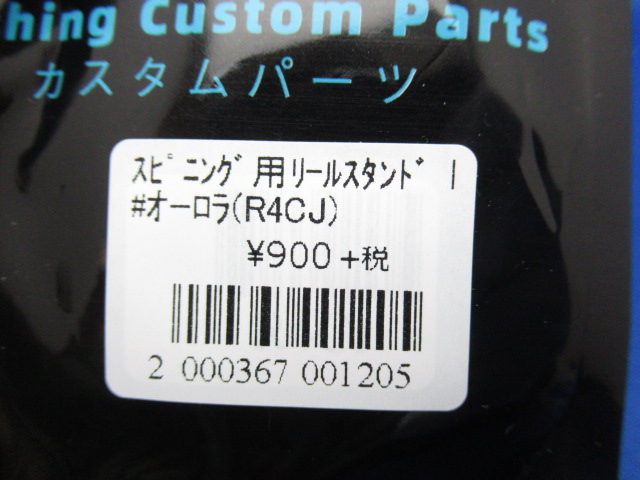 shing Custom Parts
カスタムパーツ
ｽﾋﾟﾆﾝｸﾞ用ﾘｰﾙｽﾀﾝﾄﾞ I
#オーロラ(R4CJ)
¥900 +税
2 000367 001205